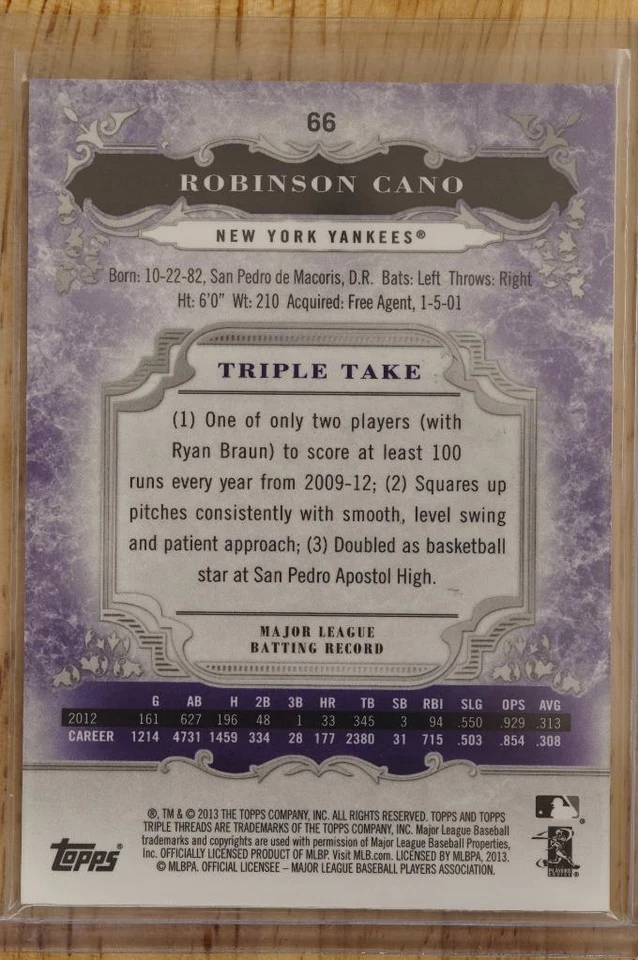 66
ROBINSON CANO
NEW YORK YANKEES®
Born: 10-22-82, San Pedro de Macoris, D.R. Bats: Left Throws: Right
Ht: 6'0" Wt: 210 Acquired: Free Agent, 1-5-01
TRIPLE TAKE
(1) One of only two players (with
Ryan Braun) to score at least 100
runs every year from 2009-12; (2) Squares up
pitches consistently with smooth, level swing
and patient approach; (3) Doubled as basketball
star at San Pedro Apostol High.
MAJOR LEAGUE
BATTING RECORD
G AB H 2B 3B HR TB SB RBI SLG OPS AVG
2012 161 627 196 48 1 33 345 3 94 .550 .929 .313
CAREER 1214 4731 1459 334 28 177 2380 31 715 .503 .854 .308
®, TM & © 2013 THE TOPPS COMPANY, INC. ALL RIGHTS RESERVED. TOPPS AND TOPPS
TRIPLE THREADS ARE TRADEMARKS OF THE TOPPS COMPANY, INC. Major League Baseball
trademarks and copyrights are used with permission of Major League Baseball Properties,
Inc. OFFICIALLY LICENSED PRODUCT OF MLBP. Visit MLB.com. LICENSED BY MLBPA, 2013.
© MLBPA. OFFICIAL LICENSEE – MAJOR LEAGUE BASEBALL PLAYERS ASSOCIATION.
topps®
PLAYERS